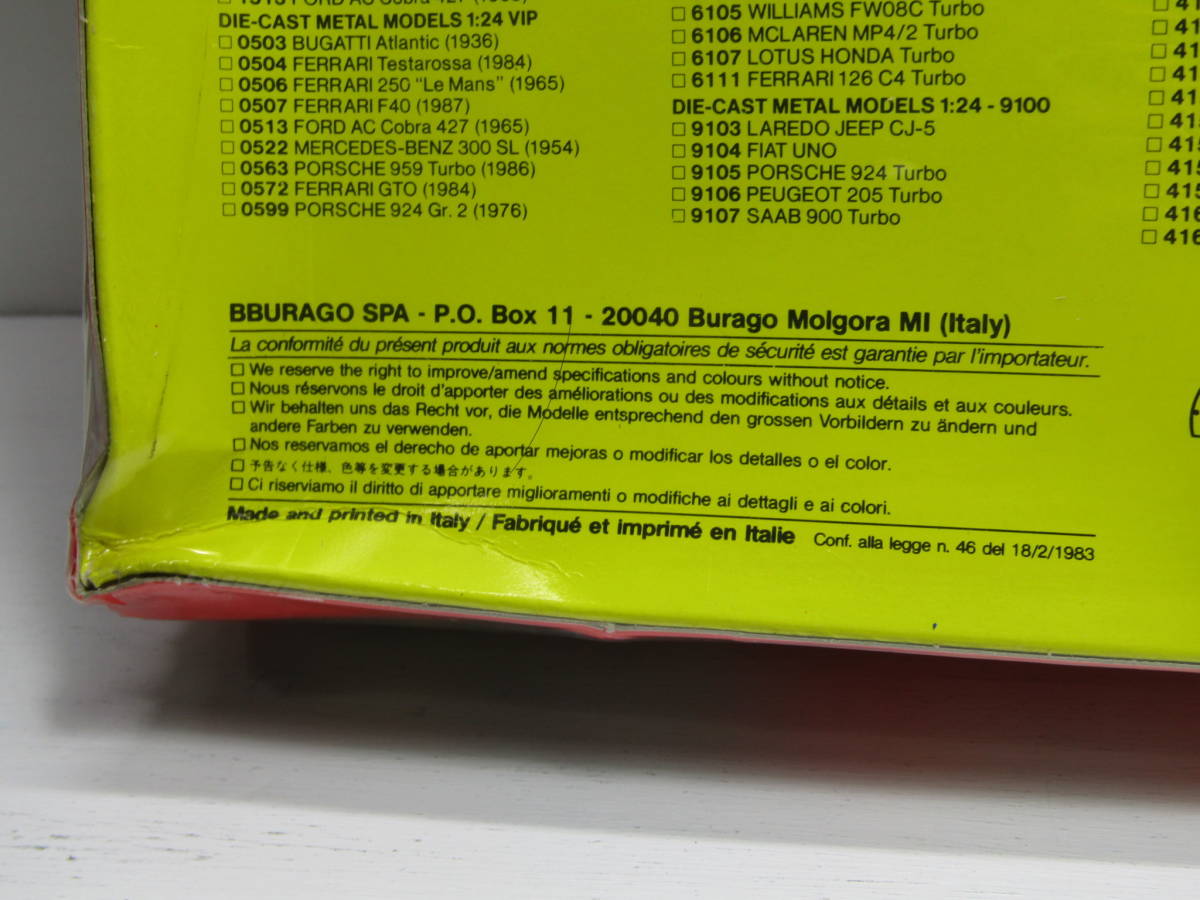 DIE-CAST METAL MODELS 1:24 VIP
☐ 0503 BUGATTI Atlantic (1936)
☐ 0504 FERRARI Testarossa (1984)
☐ 0506 FERRARI 250 “Le Mans” (1965)
☐ 0507 FERRARI F40 (1987)
☐ 0513 FORD AC Cobra 427 (1965)
☐ 0522 MERCEDES-BENZ 300 SL (1954)
☐ 0563 PORSCHE 959 Turbo (1986)
☐ 0572 FERRARI GTO (1984)
☐ 0599 PORSCHE 924 Gr. 2 (1976)
☐ 6105 WILLIAMS FW08C Turbo
☐ 6106 MCLAREN MP4/2 Turbo
☐ 6107 LOTUS HONDA Turbo
☐ 6111 FERRARI 126 C4 Turbo
DIE-CAST METAL MODELS 1:24 - 9100
☐ 9103 LAREDO JEEP CJ-5
☐ 9104 FIAT UNO
☐ 9105 PORSCHE 924 Turbo
☐ 9106 PEUGEOT 205 Turbo
☐ 9107 SAAB 900 Turbo
BBURAGO SPA - P.O. Box 11 - 20040 Burago Molgora MI (Italy)
La conformité du présent produit aux normes obligatoires de sécurité est garantie par l'importateur.
☐ We reserve the right to improve/amend specifications and colours without notice.
☐ Nous réservons le droit d'apporter des améliorations ou des modifications aux détails et aux couleurs.
☐ Wir behalten uns das Recht vor, die Modelle entsprechend den grossen Vorbildern zu ändern und
andere Farben zu verwenden.
☐ Nos reservamos el derecho de aportar mejoras o modificar los detalles o el color.
☐ 予告なく仕様、色等を変更する場合があります。
☐ Ci riserviamo il diritto di apportare miglioramenti o modifiche ai dettagli e ai colori.
Made and printed in Italy / Fabriqué et imprimé en Italie Conf. alla legge n. 46 del 18/2/1983